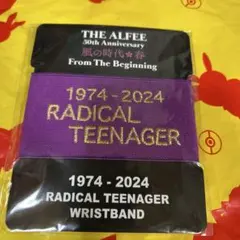 THE ALFEE
50th Anniversary
風の時代★春
From The Beginning
1974-2024
RADICAL
TEENAGER
1974 - 2024
RADICAL TEENAGER
WRISTBAND